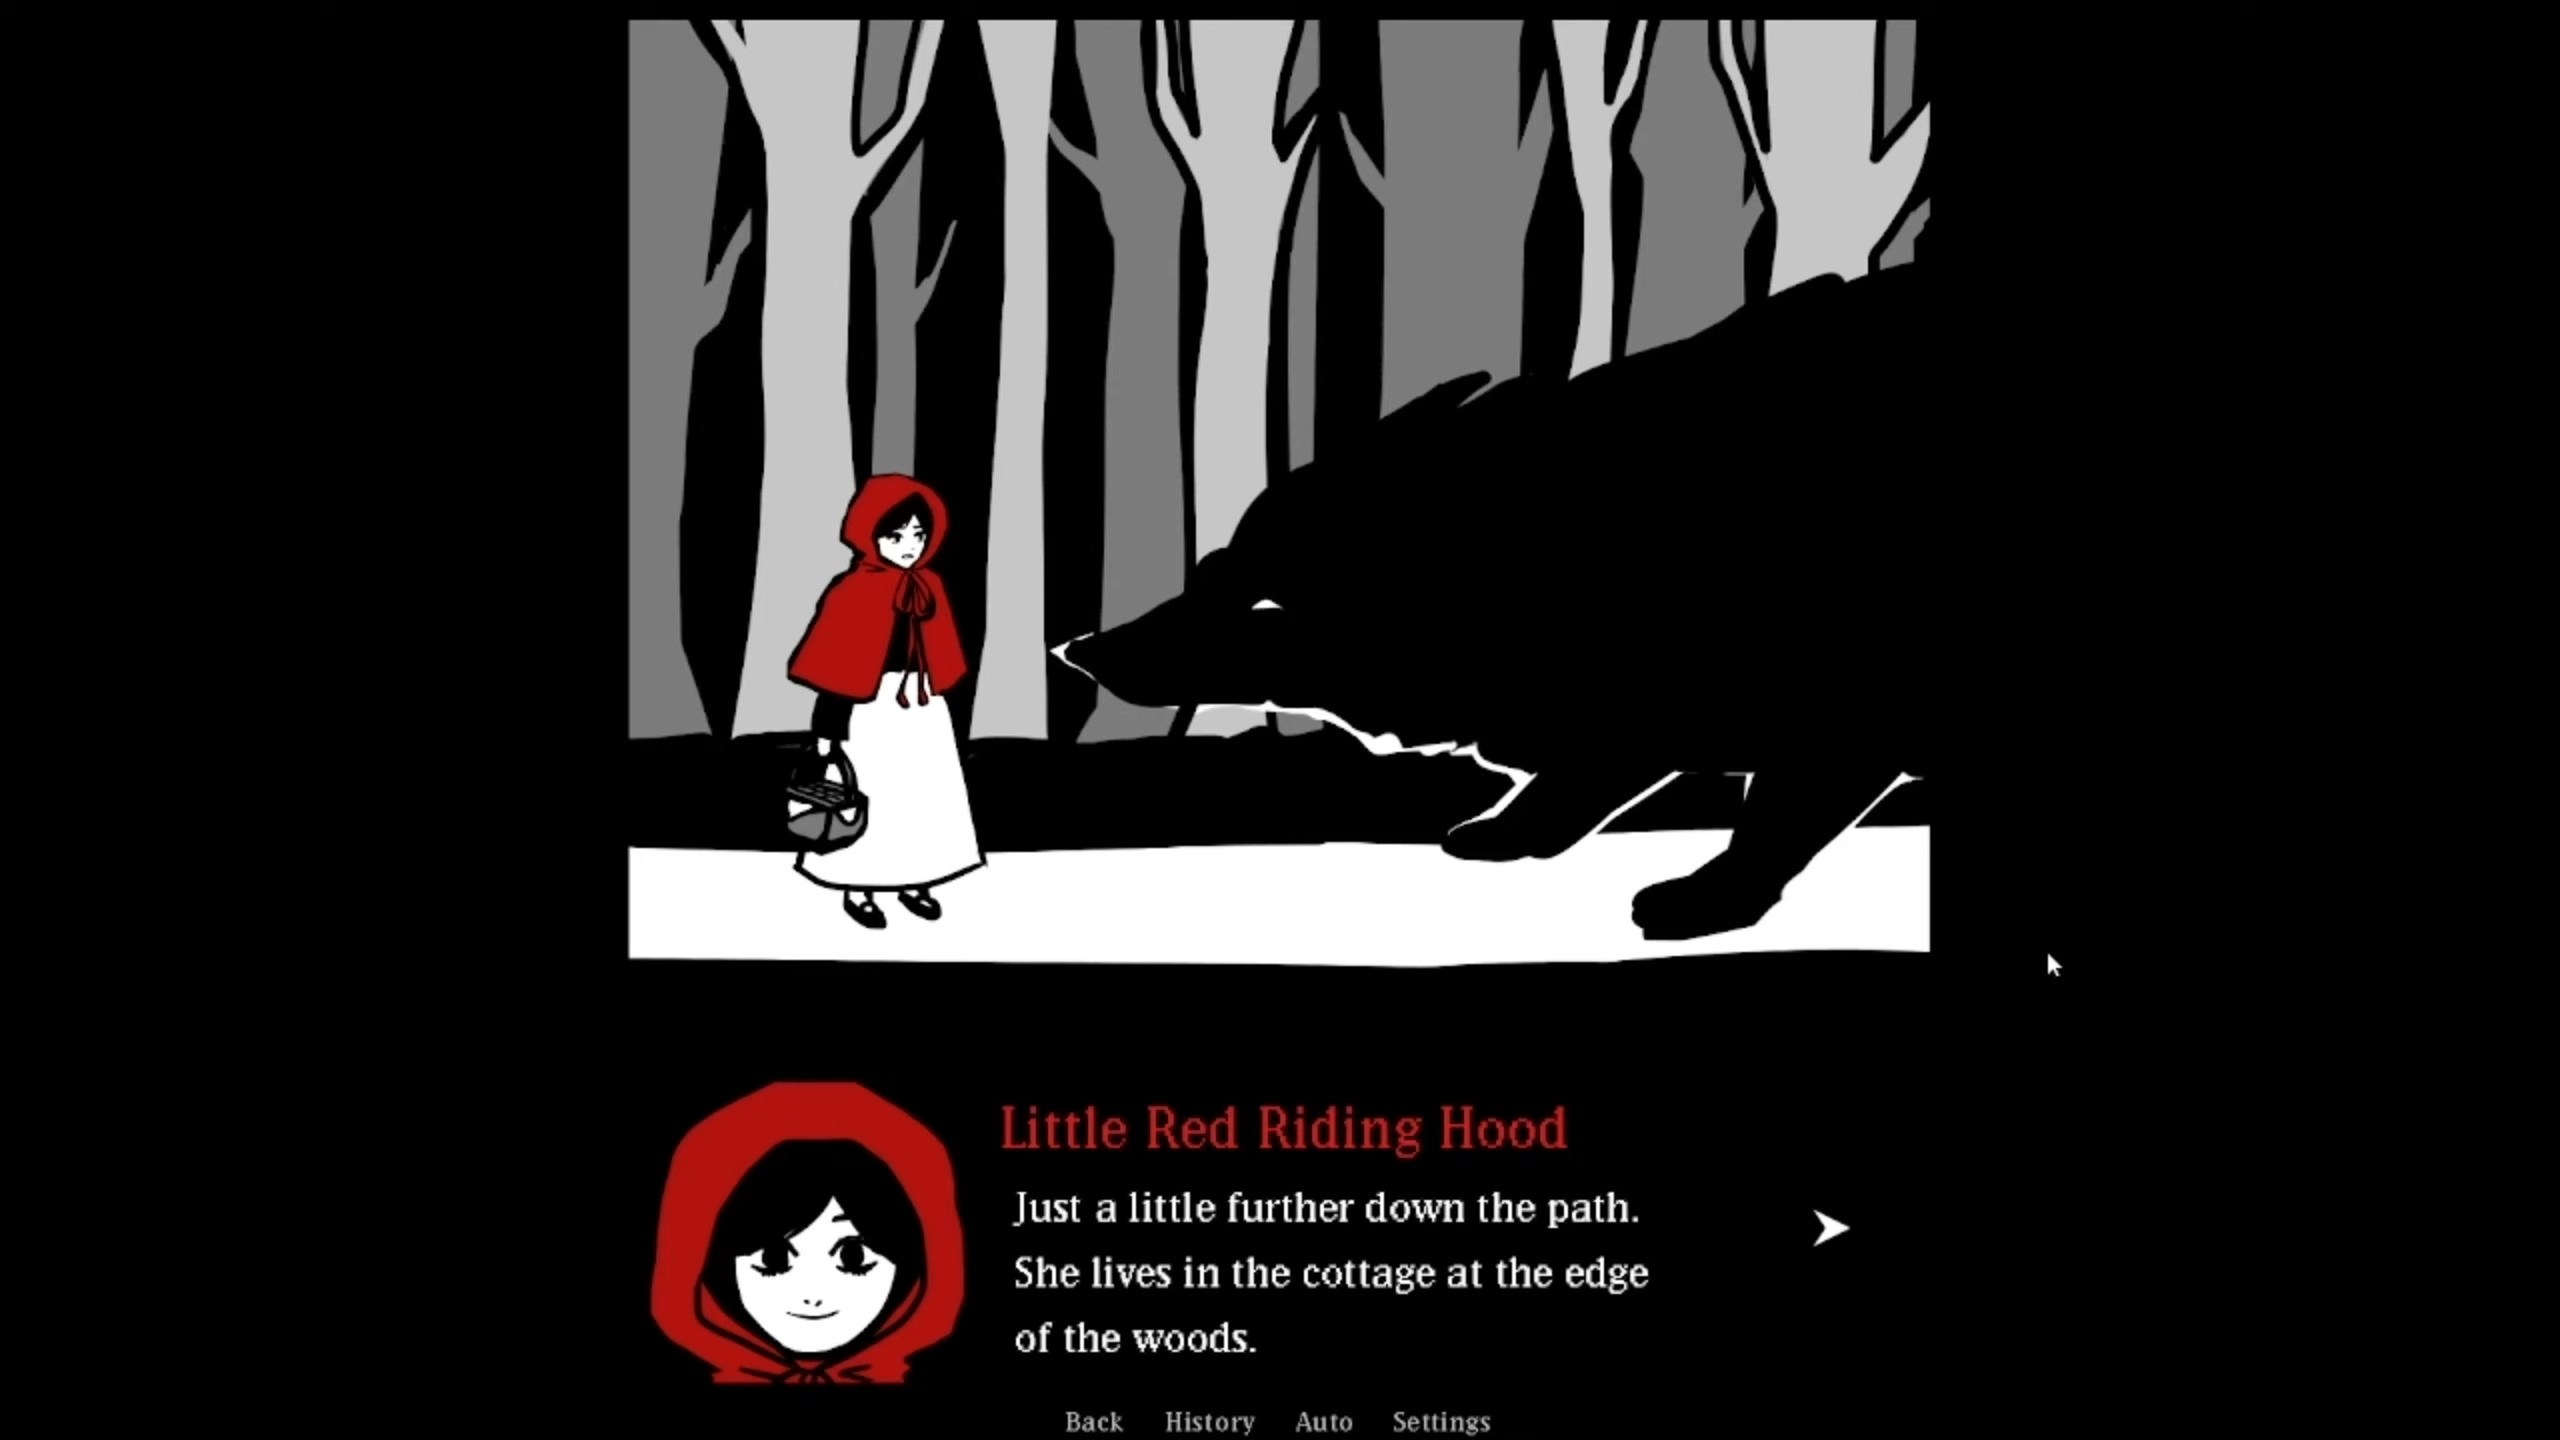 Little Red Riding Hood
Just a little further down the path.
She lives in the cottage at the edge
of the woods.
Back History Auto Settings